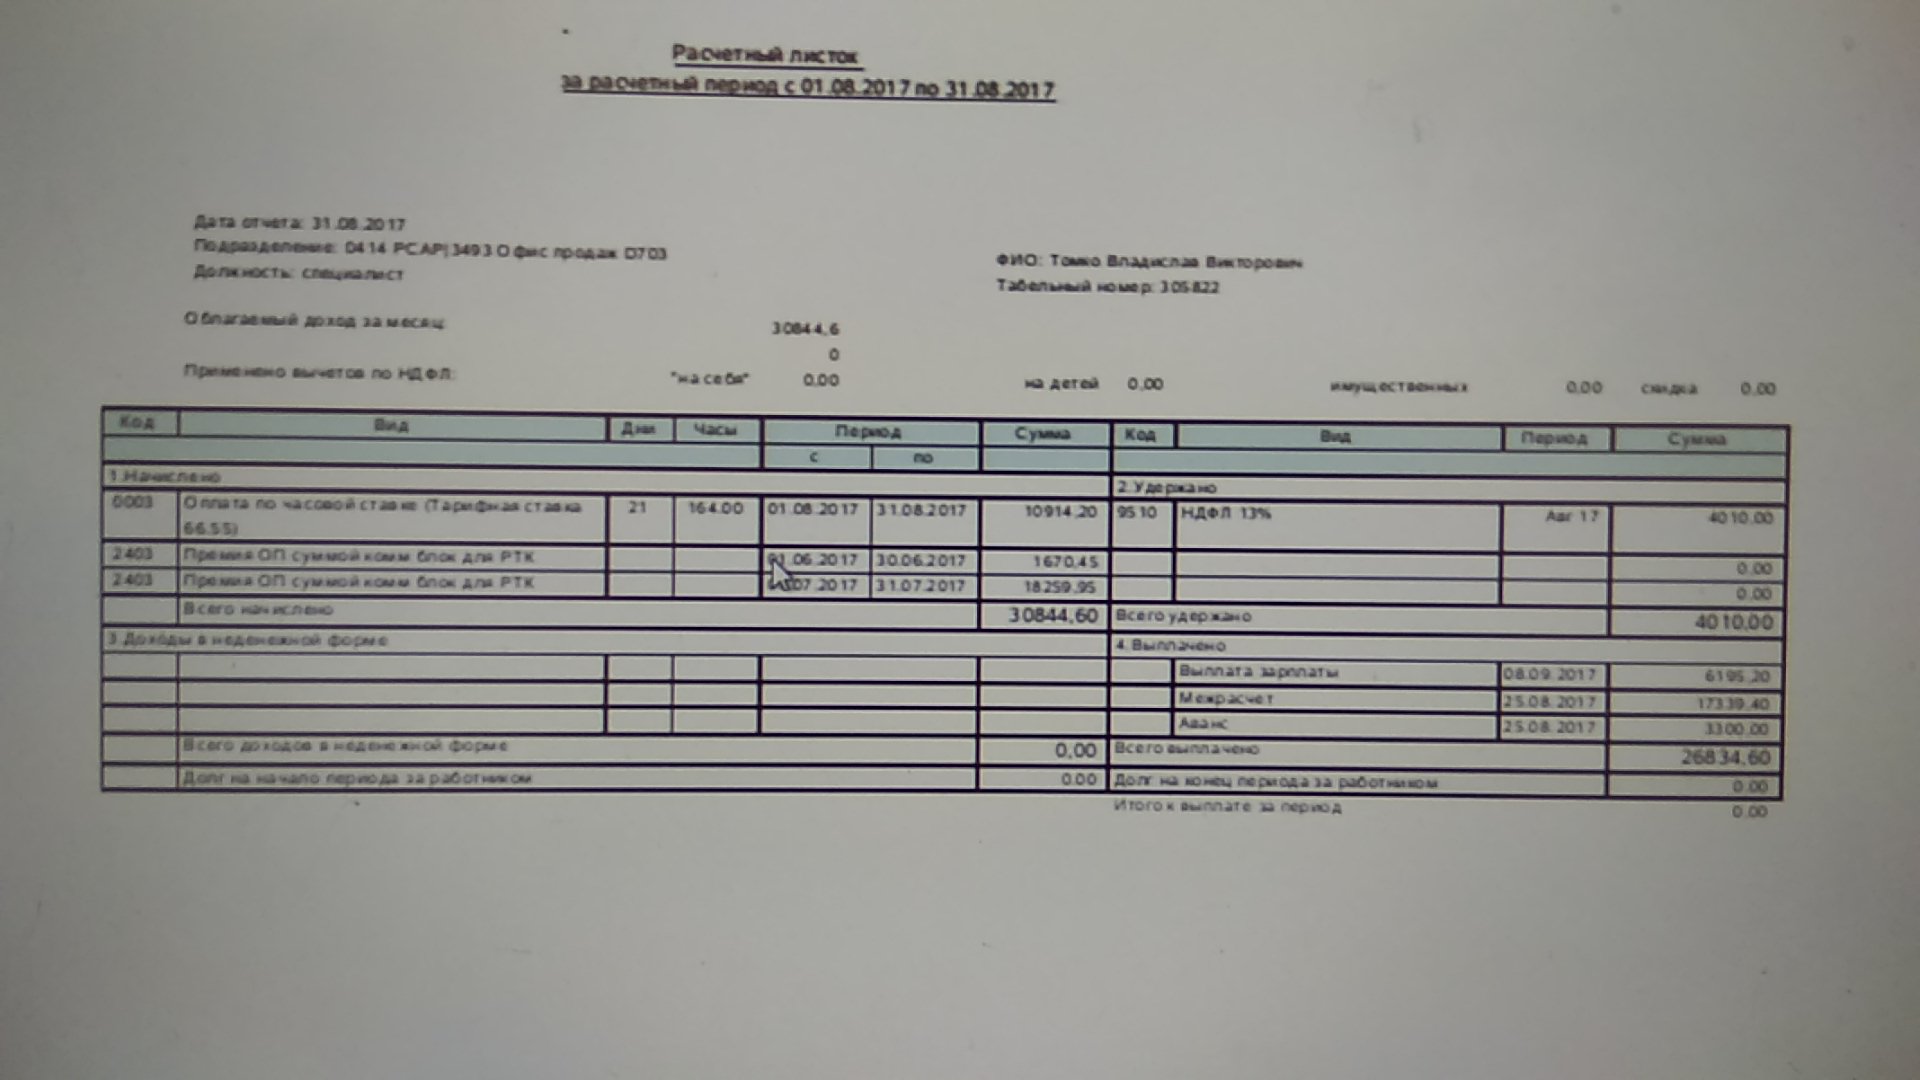 Расчетный листок
за расчетный период с 01.08.2017 по 31.08.2017
Дата отчета: 31.08.2017
Подразделение: 0414 РСАР|3493 Офис продаж D703
Должность: специалист
ФИО: Томко Владислав Викторович
Табельный номер: 305822
Облагаемый доход за месяц: 30844,6
0
Применено вычетов по НДФЛ: "на себя" 0,00 на детей 0,00 имущественных 0,00 скидка 0,00
Код Вид Дни Часы Период Сумма Код Вид Период Сумма
с по
1.Начислено 2.Удержано
0003 Оплата по часовой ставке (Тарифная ставка 66.55) 21 164.00 01.08.2017 31.08.2017 10914,20 9510 НДФЛ 13% Авг 17 4010,00
2403 Премия ОП суммой комм блок для РТК 01.06.2017 30.06.2017 1670,45 0,00
2403 Премия ОП суммой комм блок для РТК 07.2017 31.07.2017 18259,95 0,00
Всего начислено 30844,60 Всего удержано 4010,00
3.Доходы в неденежной форме 4.Выплачено
Выплата зарплаты 08.09.2017 6195,20
Межрасчет 25.08.2017 17339,40
Аванс 25.08.2017 3300,00
Всего доходов в неденежной форме 0,00 Всего выплачено 26834,60
Долг на начало периода за работником 0.00 Долг на конец периода за работником 0.00
Итого к выплате за период 0.00